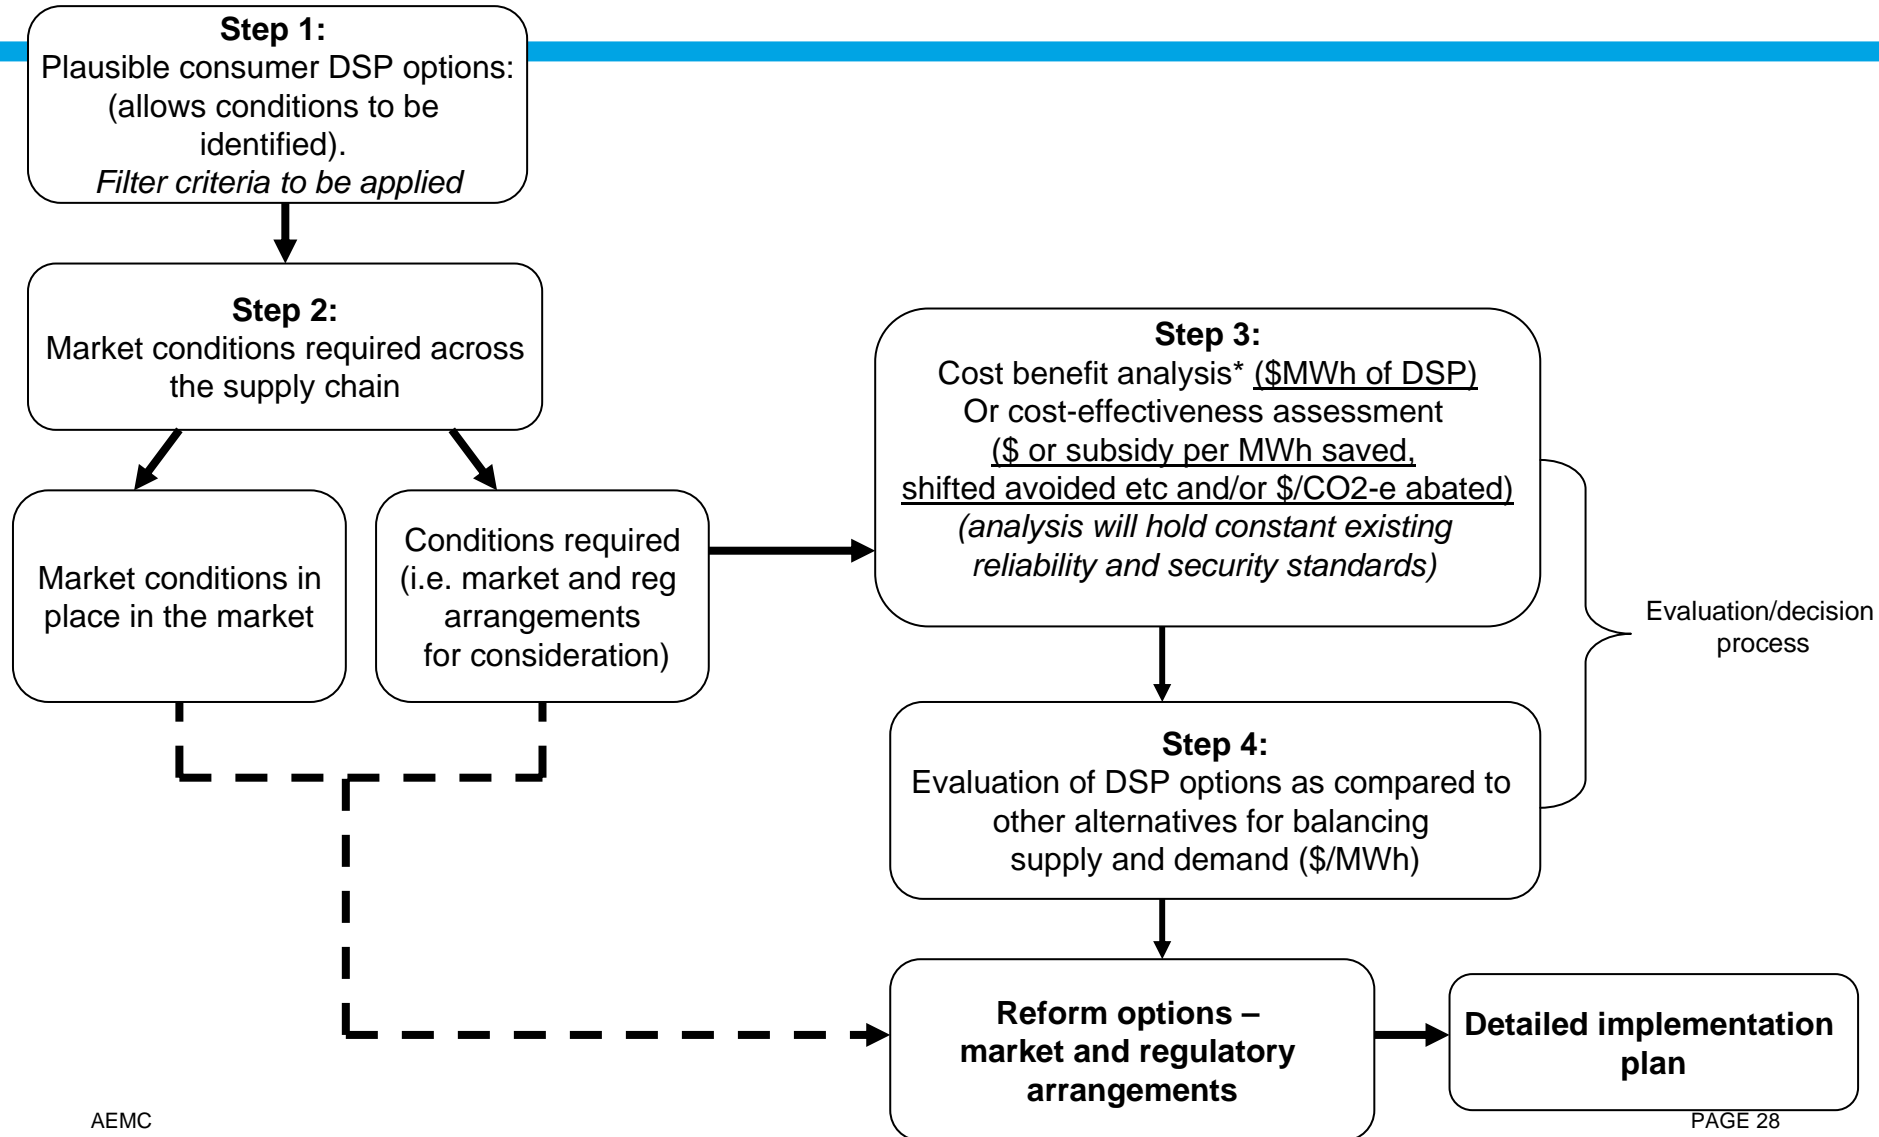 Step 1:
Plausible consumer DSP options:
(allows conditions to be
identified).
Filter criteria to be applied
Step 2:
Market conditions required across
the supply chain
Market conditions in
place in the market
Conditions required
(i.e. market and reg
arrangements
for consideration)
Step 3:
Cost benefit analysis* ($MWh of DSP)
Or cost-effectiveness assessment
($ or subsidy per MWh saved,
shifted avoided etc and/or $/CO2-e abated)
(analysis will hold constant existing
reliability and security standards)
Evaluation/decision
process
Step 4:
Evaluation of DSP options as compared to
other alternatives for balancing
supply and demand ($/MWh)
Reform options –
market and regulatory
arrangements
Detailed implementation
plan
AEMC
PAGE 28